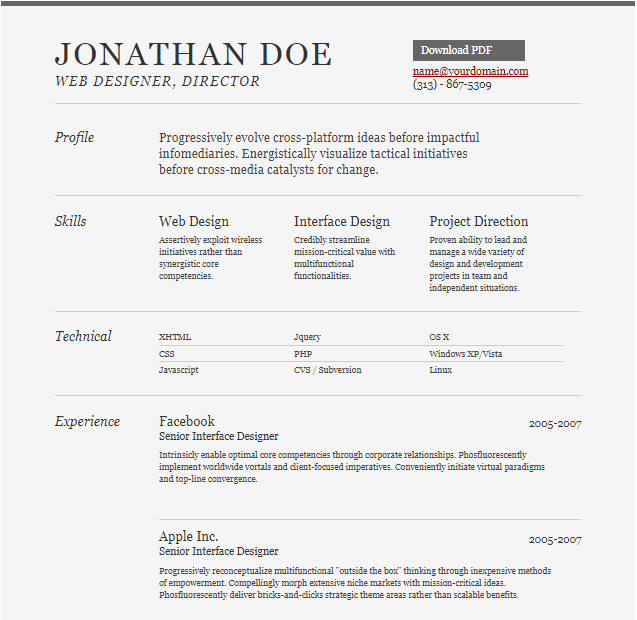 JONATHAN DOE
WEB DESIGNER, DIRECTOR
Download PDF
name@yourdomain.com
(313) - 867-5309
Profile
Progressively evolve cross-platform ideas before impactful
infomediaries. Energistically visualize tactical initiatives
before cross-media catalysts for change.
Skills
Web Design
Assertively exploit wireless
initiatives rather than
synergistic core
competencies.
Interface Design
Credibly streamline
mission-critical value with
multifunctional
functionalities.
Project Direction
Proven ability to lead and
manage a wide variety of
design and development
projects in team and
independent situations.
Technical
XHTML
Jquery
OS X
CSS
PHP
Windows XP/Vista
Javascript
CVS / Subversion
Linux
Experience
Facebook
2005-2007
Senior Interface Designer
Intrinsicly enable optimal core competencies through corporate relationships. Phosfluorescently
implement worldwide vortals and client-focused imperatives. Conveniently initiate virtual paradigms
and top-line convergence.
Apple Inc.
2005-2007
Senior Interface Designer
Progressively reconceptualize multifunctional "outside the box" thinking through inexpensive methods
of empowerment. Compellingly morph extensive niche markets with mission-critical ideas.
Phosfluorescently deliver bricks-and-clicks strategic theme areas rather than scalable benefits.